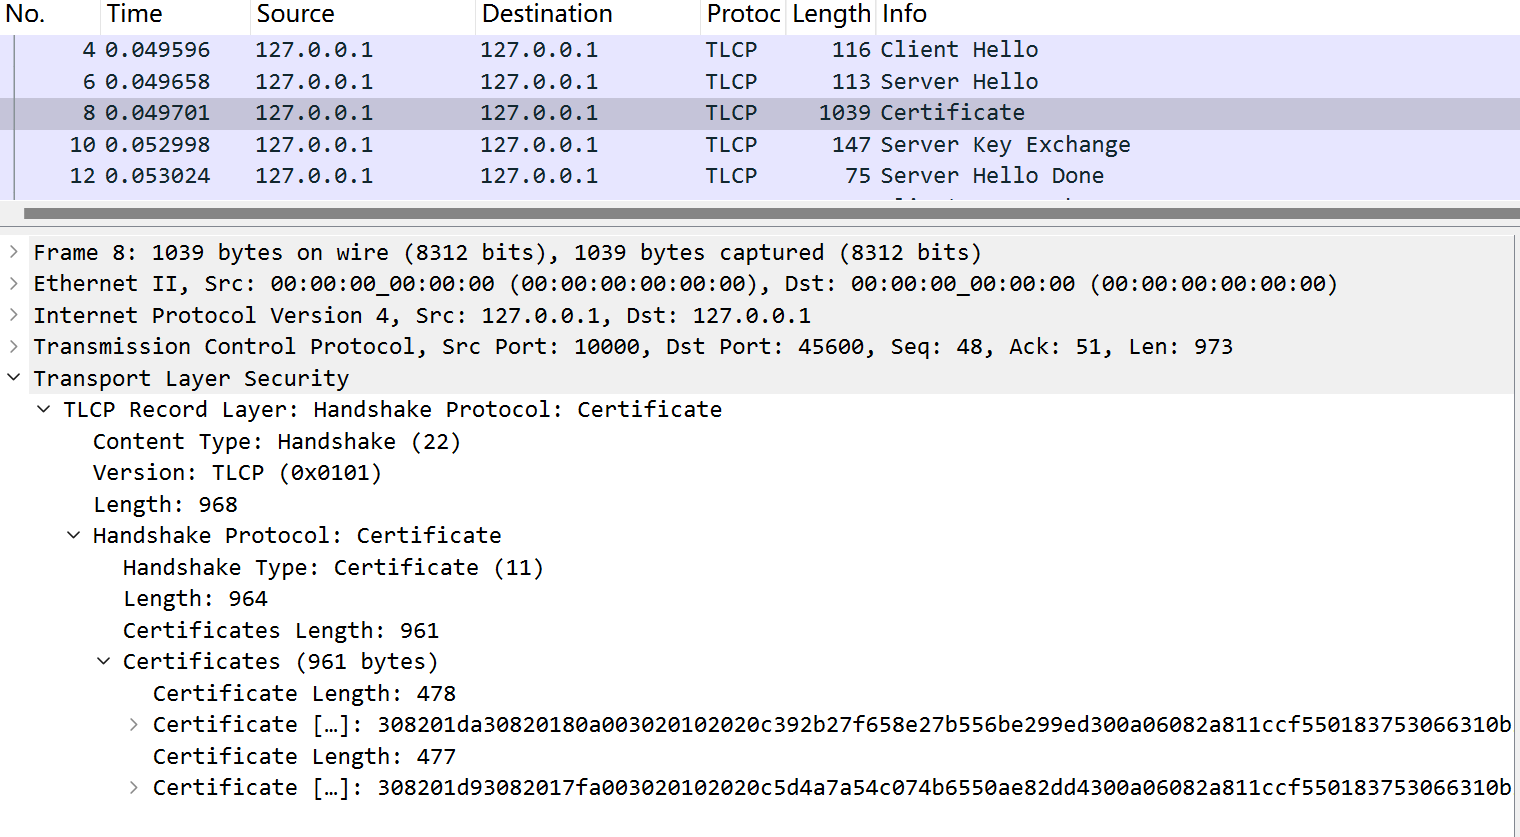 No. Time Source Destination Protoc Length Info
4 0.049596 127.0.0.1 127.0.0.1 TLCP 116 Client Hello
6 0.049658 127.0.0.1 127.0.0.1 TLCP 113 Server Hello
8 0.049701 127.0.0.1 127.0.0.1 TLCP 1039 Certificate
10 0.052998 127.0.0.1 127.0.0.1 TLCP 147 Server Key Exchange
12 0.053024 127.0.0.1 127.0.0.1 TLCP 75 Server Hello Done
Frame 8: 1039 bytes on wire (8312 bits), 1039 bytes captured (8312 bits)
Ethernet II, Src: 00:00:00_00:00:00 (00:00:00:00:00:00), Dst: 00:00:00_00:00:00 (00:00:00:00:00:00)
Internet Protocol Version 4, Src: 127.0.0.1, Dst: 127.0.0.1
Transmission Control Protocol, Src Port: 10000, Dst Port: 45600, Seq: 48, Ack: 51, Len: 973
Transport Layer Security
TLCP Record Layer: Handshake Protocol: Certificate
Content Type: Handshake (22)
Version: TLCP (0x0101)
Length: 968
Handshake Protocol: Certificate
Handshake Type: Certificate (11)
Length: 964
Certificates Length: 961
Certificates (961 bytes)
Certificate Length: 478
Certificate […]: 308201da30820180a003020102020c392b27f658e27b556be299ed300a06082a811ccf550183753066310b
Certificate Length: 477
Certificate […]: 308201d93082017fa003020102020c5d4a7a54c074b6550ae82dd4300a06082a811ccf550183753066310b